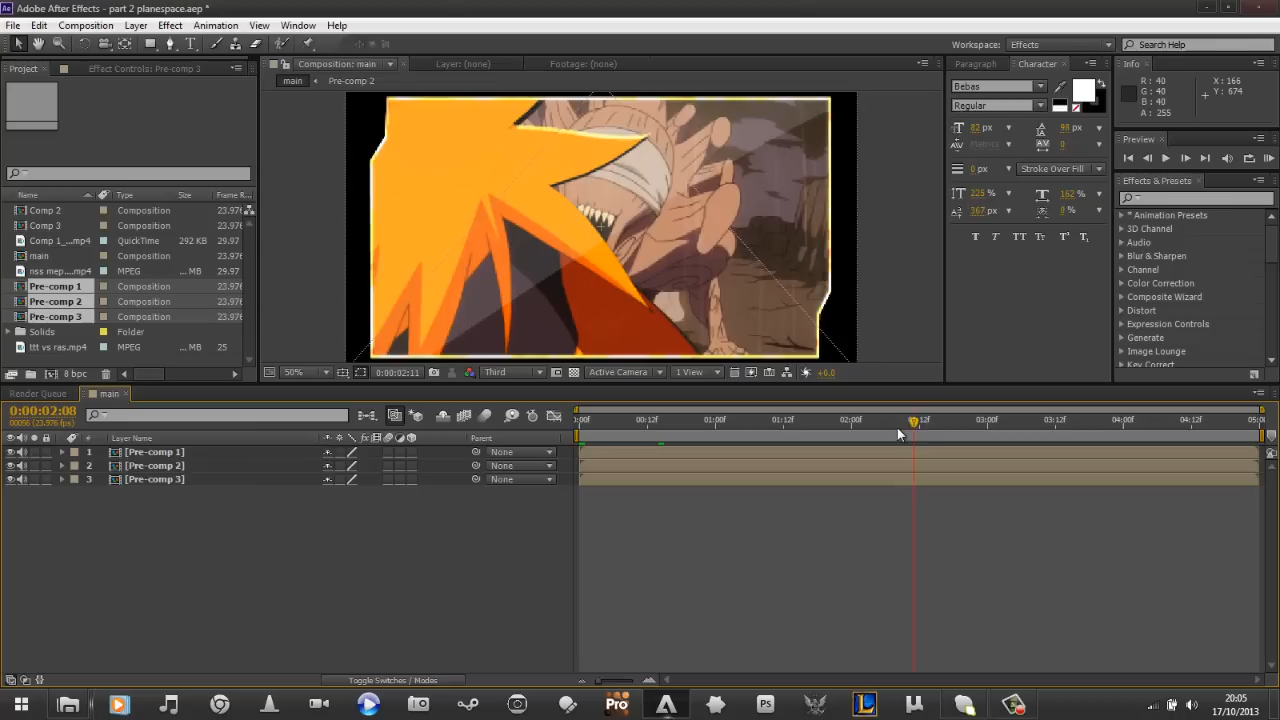 Adobe After Effects - part 2 planespace.aep *
File Edit Composition Layer Effect Animation View Window Help
Workspace: Effects Search Help
Project Effect Controls: Pre-comp 3
Composition: main Layer: (none) Footage: (none)
main Pre-comp 2
Paragraph Character
Bebas
Regular
82 px 98 px
Metrics 0
0 px Stroke Over Fill
225 % 162 %
367 px 0 %
T T TT Tr T T
Info
R: 40 X: 166
G: 40 Y: 674
B: 40
A: 255
Preview
Effects & Presets
* Animation Presets
3D Channel
Audio
Blur & Sharpen
Channel
Color Correction
Composite Wizard
Distort
Expression Controls
Generate
Image Lounge
Key Correct
Name Type Size Frame R
Comp 2 Composition 23.976
Comp 3 Composition 23.976
Comp 1_...mp4 QuickTime 292 KB 29.97
main Composition 23.976
nss mep....mp4 MPEG ... MB 29.97
Pre-comp 1 Composition 23.976
Pre-comp 2 Composition 23.976
Pre-comp 3 Composition 23.976
Solids Folder
ttt vs ras.mp4 MPEG ... MB 25
8 bpc
50% 0:00:02:11 Third Active Camera 1 View +0.0
Render Queue main
0:00:02:08
00056 (23.976 fps)
:00f 00:12f 01:00f 01:12f 02:00f 12f 03:00f 03:12f 04:00f 04:12f 05:0
# Layer Name fx Parent
1 [Pre-comp 1] None
2 [Pre-comp 2] None
3 [Pre-comp 3] None
Toggle Switches / Modes
Pro PS L
20:05
17/10/2013